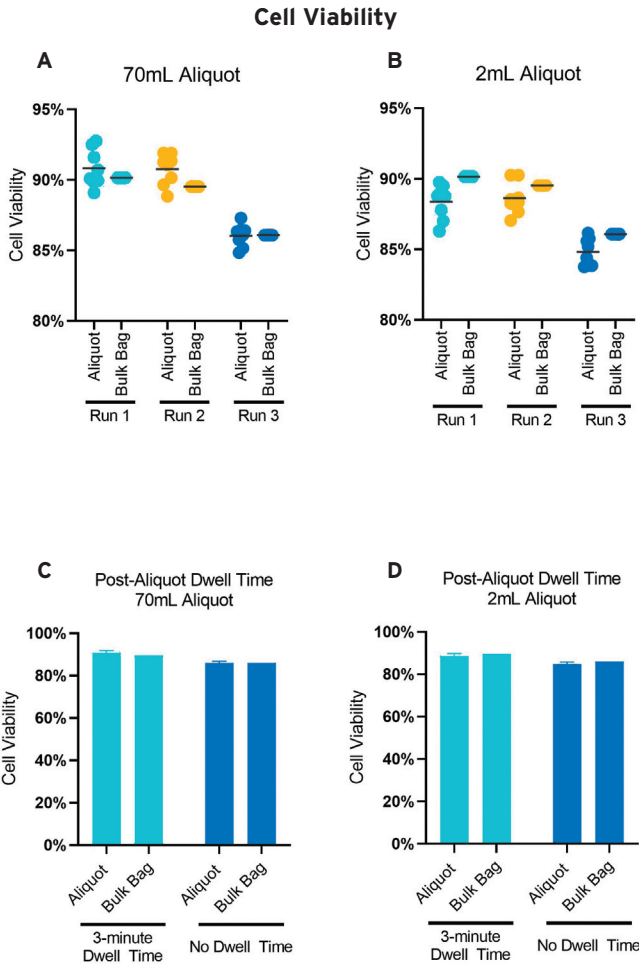 Cell Viability
A
70mL Aliquot
95%
90%
85%
80%
Cell Viability
Aliquot
Bulk Bag
Aliquot
Bulk Bag
Aliquot
Bulk Bag
Run 1
Run 2
Run 3
B
2mL Aliquot
95%
90%
85%
80%
Cell Viability
Aliquot
Bulk Bag
Aliquot
Bulk Bag
Aliquot
Bulk Bag
Run 1
Run 2
Run 3
C
Post-Aliquot Dwell Time
70mL Aliquot
100%
80%
60%
40%
20%
0%
Cell Viability
Aliquot
Bulk Bag
Aliquot
Bulk Bag
3-minute
Dwell Time
No Dwell Time
D
Post-Aliquot Dwell Time
2mL Aliquot
100%
80%
60%
40%
20%
0%
Cell Viability
Aliquot
Bulk Bag
Aliquot
Bulk Bag
3-minute
Dwell Time
No Dwell Time